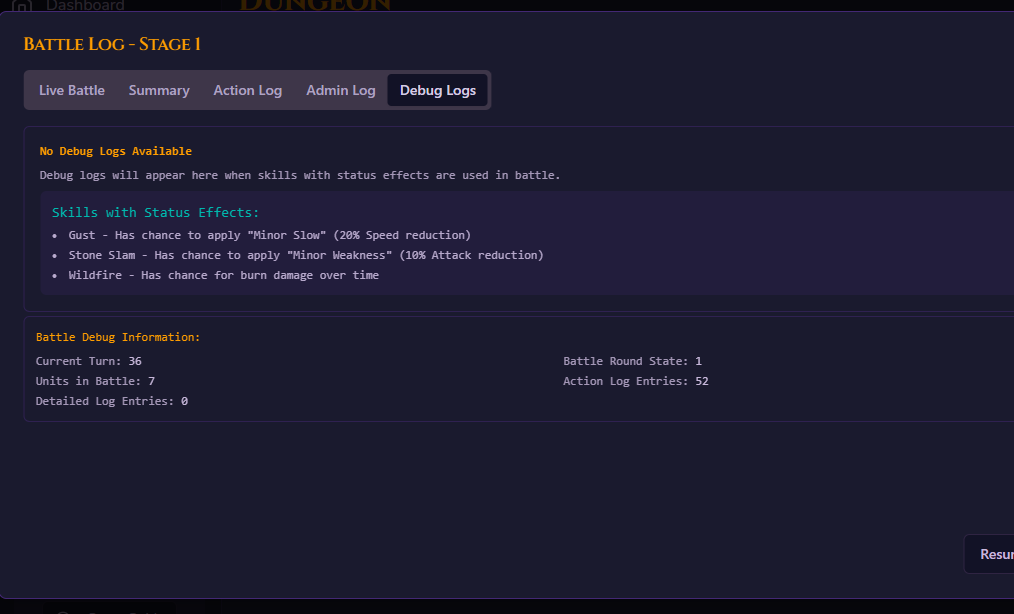 Dashboard
DUNGEON
Battle Log - Stage 1
Live Battle Summary Action Log Admin Log Debug Logs
No Debug Logs Available
Debug logs will appear here when skills with status effects are used in battle.
Skills with Status Effects:
• Gust - Has chance to apply "Minor Slow" (20% Speed reduction)
• Stone Slam - Has chance to apply "Minor Weakness" (10% Attack reduction)
• Wildfire - Has chance for burn damage over time
Battle Debug Information:
Current Turn: 36 Battle Round State: 1
Units in Battle: 7 Action Log Entries: 52
Detailed Log Entries: 0